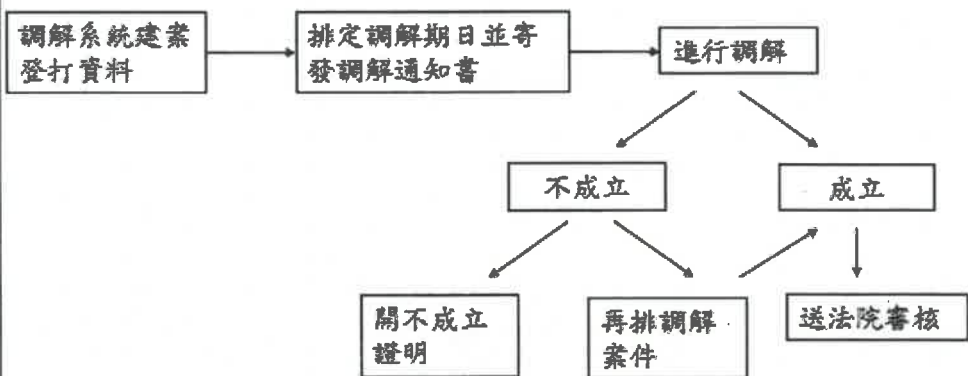 調解系統建案
登打資料
排定調解期日並寄
發調解通知書
進行調解
不成立
成立
開不成立
證明
再排調解
案件
送法院審核